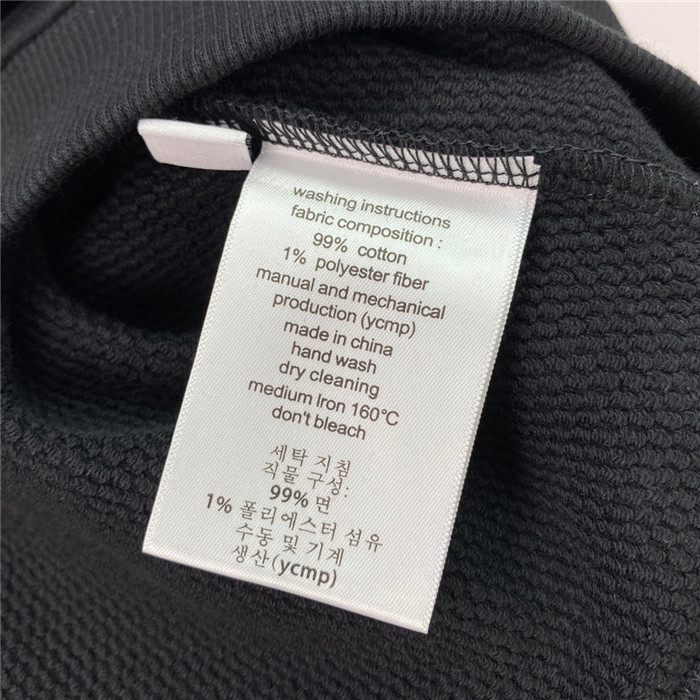 washing instructions
fabric composition :
99% cotton
1% polyester fiber
manual and mechanical
production (ycmp)
made in china
hand wash
dry cleaning
medium Iron 160°C
don't bleach
세탁 지침
직물 구성:
99% 면
1% 폴리에스터 섬유
수동 및 기계
생산(ycmp)